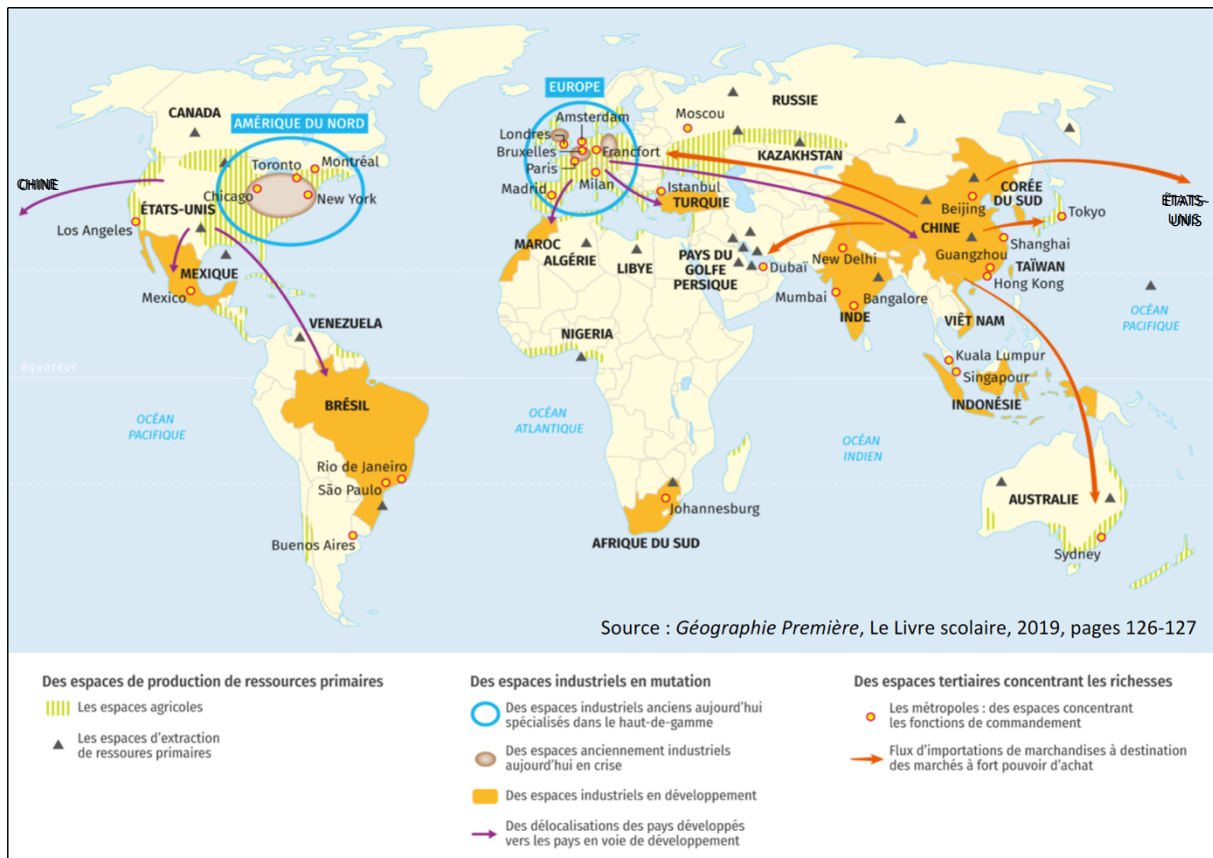 EUROPE
RUSSIE
Moscou
CANADA
Amsterdam
AMÉRIQUE DU NORD
Londres
Bruxelles
Francfort
KAZAKHSTAN
Toronto
Montréal
Paris
CHINE
Chicago
New York
Madrid
Milan
Istanbul
TURQUIE
Beijing
CORÉE
DU SUD
ÉTATS-
UNIS
ÉTATS-UNIS
Tokyo
Los Angeles
MAROC
ALGÉRIE
LIBYE
PAYS DU
GOLFE
PERSIQUE
New Delhi
CHINE
Shanghai
Guangzhou
TAÏWAN
MEXIQUE
Dubaï
Hong Kong
Mexico
Mumbai
Bangalore
INDE
VIÊT NAM
OCÉAN
PACIFIQUE
VENEZUELA
NIGERIA
équateur
Kuala Lumpur
Singapour
INDONÉSIE
BRÉSIL
OCÉAN
PACIFIQUE
OCÉAN
ATLANTIQUE
OCÉAN
INDIEN
Rio de Janeiro
São Paulo
AUSTRALIE
Johannesburg
Buenos Aires
AFRIQUE DU SUD
Sydney
Source : Géographie Première, Le Livre scolaire, 2019, pages 126-127
Des espaces de production de ressources primaires
Les espaces agricoles
Les espaces d'extraction
de ressoures primaires
Des espaces industriels en mutation
Des espaces industriels anciens aujourd'hui
spécialisés dans le haut-de-gamme
Des espaces anciennement industriels
aujourd'hui en crise
Des espaces industriels en développement
Des délocalisations des pays développés
vers les pays en voie de développement
Des espaces tertiaires concentrant les richesses
Les métropoles : des espaces concentrant
les fonctions de commandement
Flux d'importations de marchandises à destination
des marchés à fort pouvoir d'achat